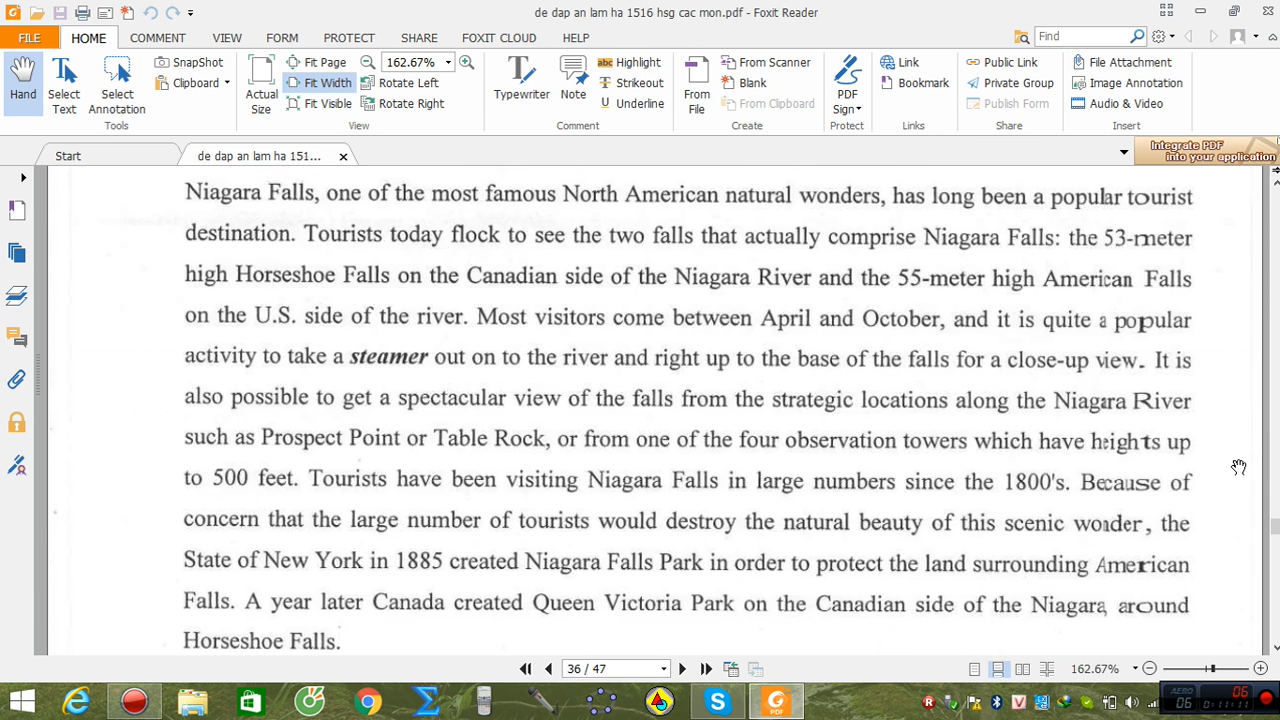 de dap an lam ha 1516 hsg cac mon.pdf - Foxit Reader
FILE HOME COMMENT VIEW FORM PROTECT SHARE FOXIT CLOUD HELP Find
Hand
Select Text
Select Annotation
SnapShot
Clipboard
Tools
Actual Size
Fit Page
Fit Width
Fit Visible
162.67%
Rotate Left
Rotate Right
View
Typewriter
Note
Highlight
Strikeout
Underline
Comment
From File
From Scanner
Blank
From Clipboard
Create
PDF Sign
Protect
Link
Bookmark
Links
Public Link
Private Group
Publish Form
Share
File Attachment
Image Annotation
Audio & Video
Insert
Start
de dap an lam ha 151...
Integrate PDF
into your application
Niagara Falls, one of the most famous North American natural wonders, has long been a popular tourist
destination. Tourists today flock to see the two falls that actually comprise Niagara Falls: the 53-meter
high Horseshoe Falls on the Canadian side of the Niagara River and the 55-meter high American Falls
on the U.S. side of the river. Most visitors come between April and October, and it is quite a popular
activity to take a steamer out on to the river and right up to the base of the falls for a close-up view. It is
also possible to get a spectacular view of the falls from the strategic locations along the Niagara River
such as Prospect Point or Table Rock, or from one of the four observation towers which have heights up
to 500 feet. Tourists have been visiting Niagara Falls in large numbers since the 1800's. Because of
concern that the large number of tourists would destroy the natural beauty of this scenic wonder, the
State of New York in 1885 created Niagara Falls Park in order to protect the land surrounding American
Falls. A year later Canada created Queen Victoria Park on the Canadian side of the Niagara, around
Horseshoe Falls.
36 / 47
162.67%
AERO
06
06
0:11:11